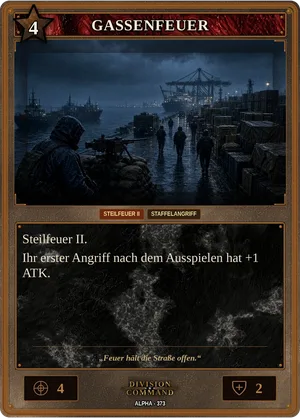 4
GASSENFEUER
STEILFEUER II
STAFFELANGRIFF
Steilfeuer II.
Ihr erster Angriff nach dem Ausspielen hat +1
ATK.
„Feuer hält die Straße offen.“
4
DIVISION
COMMAND
ALPHA - 373
2